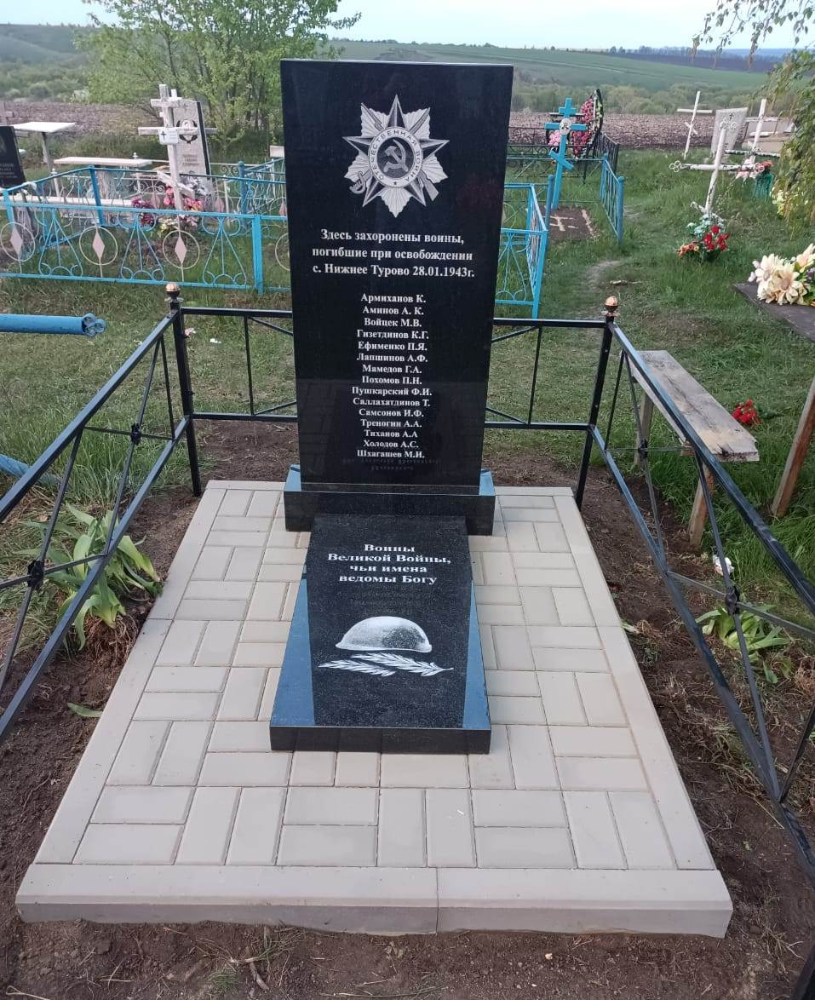 ОТЕЧЕСТВЕННАЯ ВОЙНА
Здесь захоронены воины,
погибшие при освобождении
с. Нижнее Турово 28.01.1943г.
Армиханов К.
Аминов А. К.
Войцек М.В.
Гизетдинов К.Г.
Ефименко П.Я.
Лапшинов А.Ф.
Мамедов Г.А.
Похомов П.Н.
Пушкарский Ф.И.
Саллахатдинов Т.
Самсонов И.Ф.
Треногин А.А.
Тиханов А.А
Холодов А.С.
Шхагашев М.Н.
Воины
Великой Войны,
чьи имена
ведомы Богу